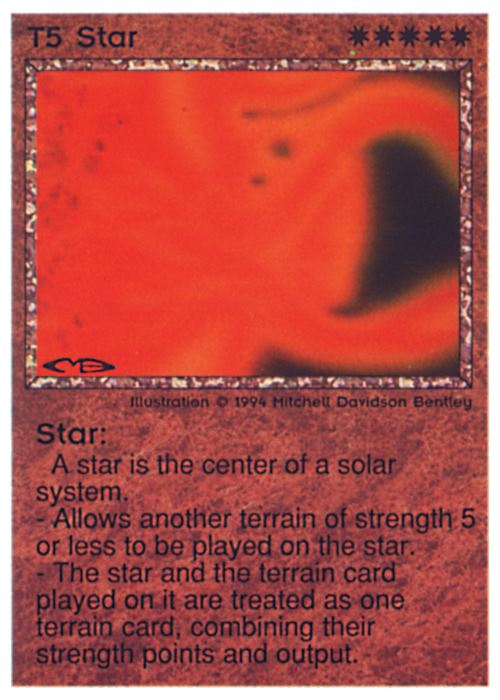 T5 Star
MB
Illustration © 1994 Mitchell Davidson Bentley
Star:
A star is the center of a solar
system.
- Allows another terrain of strength 5
or less to be played on the star.
- The star and the terrain card
played on it are treated as one
terrain card, combining their
strength points and output.